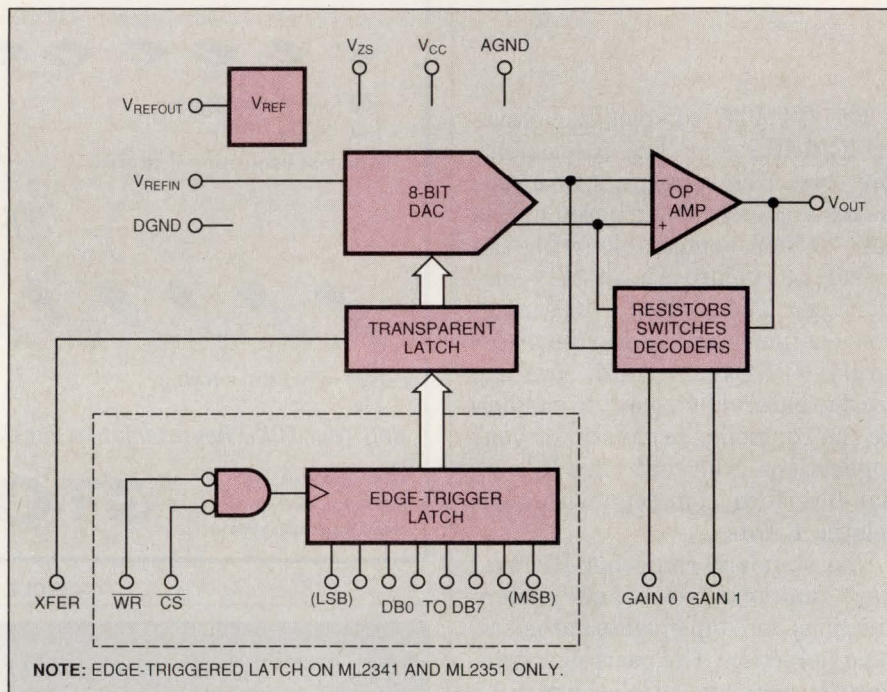 V_ZS V_CC AGND
V_REFOUT V_REF
V_REFIN 8-BIT
DAC
− OP
AMP
+
V_OUT
DGND
RESISTORS
SWITCHES
DECODERS
TRANSPARENT
LATCH
EDGE-TRIGGER
LATCH
XFER W̅R̅ C̅S̅ (LSB) DB0 TO DB7 (MSB) GAIN 0 GAIN 1
NOTE: EDGE-TRIGGERED LATCH ON ML2341 AND ML2351 ONLY.